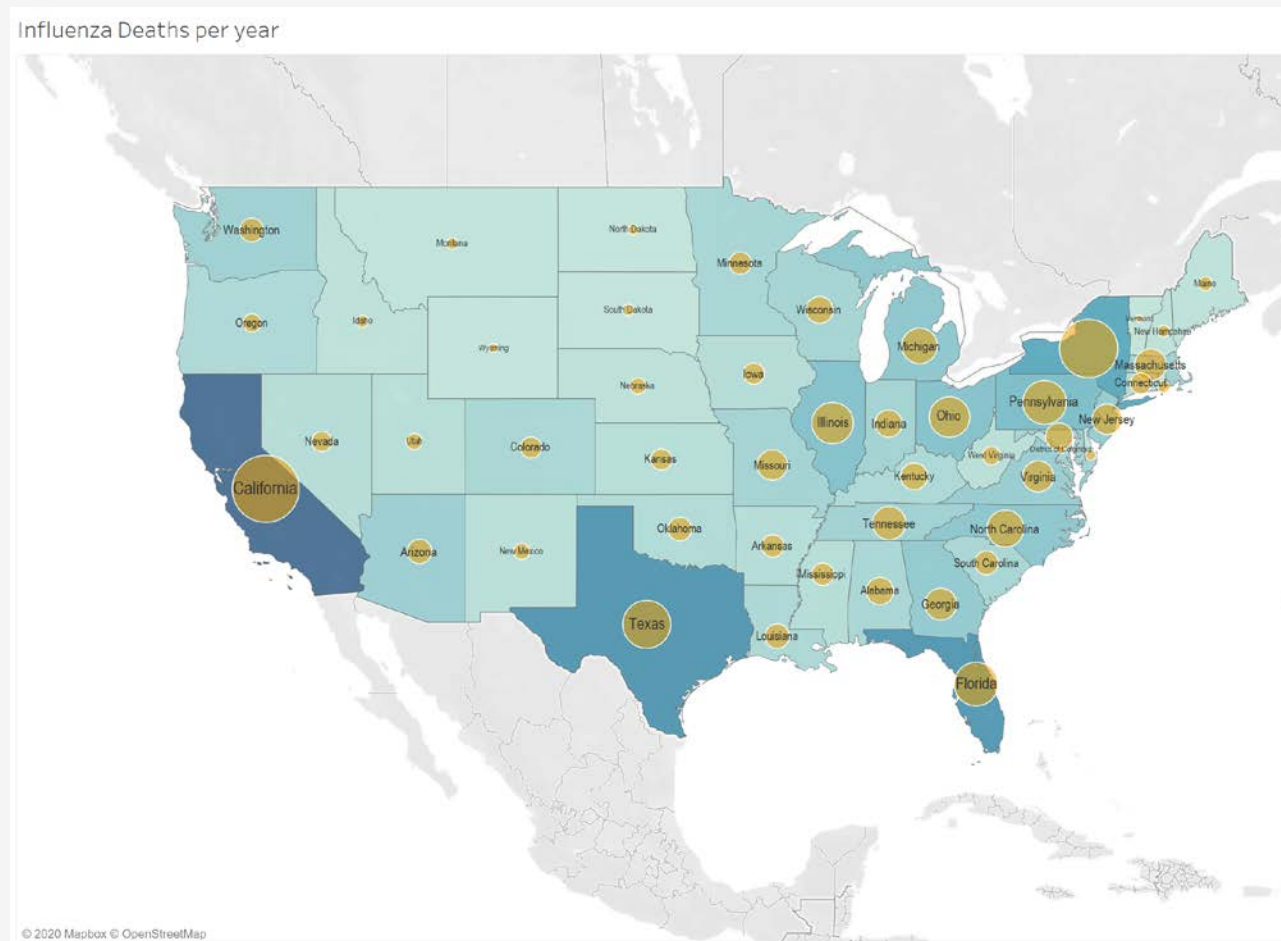 Influenza Deaths per year
Washington
Montana
North Dakota
Minnesota
Maine
Oregon
Idaho
South Dakota
Wisconsin
Vermont
New Hampshire
Wyoming
Michigan
Massachusetts
Iowa
Connecticut
Nebraska
Pennsylvania
Illinois
Ohio
New Jersey
Nevada
Utah
Colorado
Indiana
District of Columbia
Kansas
West Virginia
Missouri
Kentucky
Virginia
California
Oklahoma
Tennessee
North Carolina
Arizona
New Mexico
Arkansas
South Carolina
Mississippi
Alabama
Georgia
Texas
Louisiana
Florida
© 2020 Mapbox © OpenStreetMap